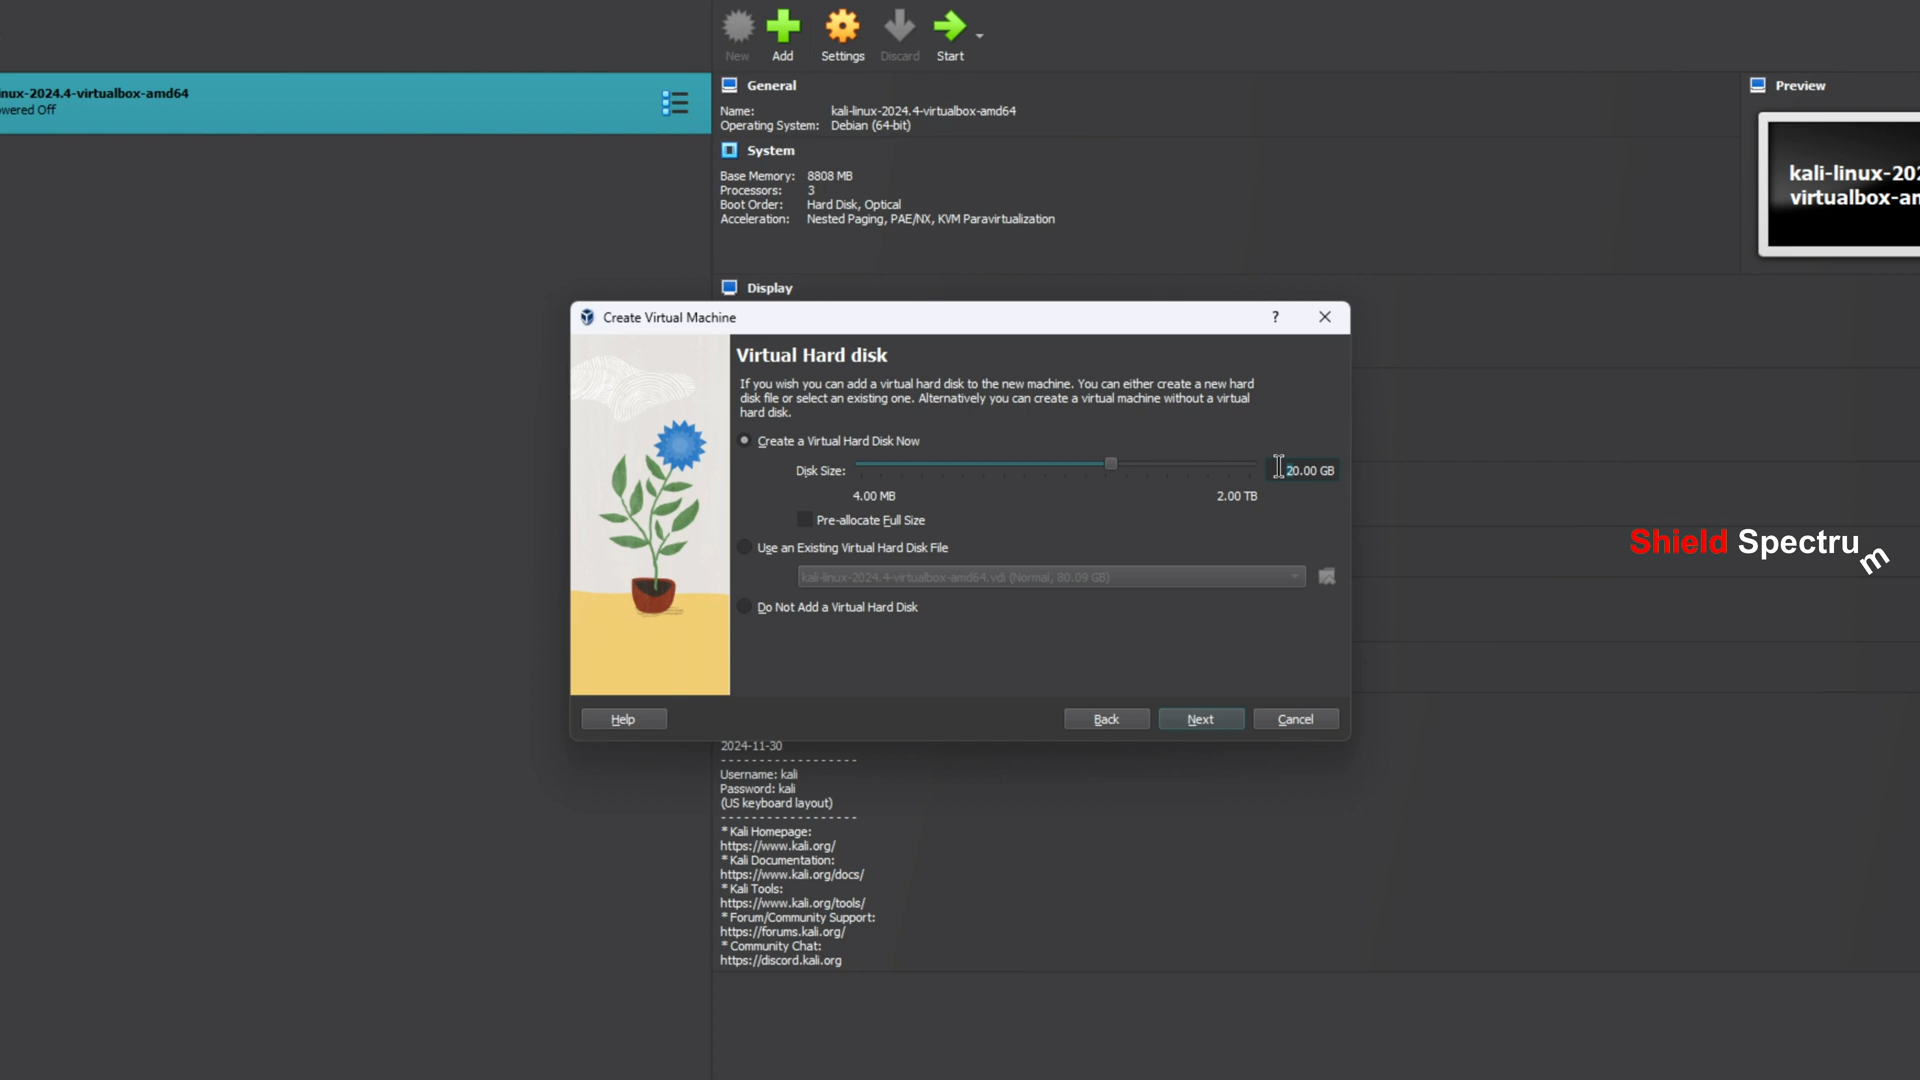 New
Add
Settings
Discard
Start
inux-2024.4-virtualbox-amd64
owered Off
General
Name: kali-linux-2024.4-virtualbox-amd64
Operating System: Debian (64-bit)
System
Base Memory: 8808 MB
Processors: 3
Boot Order: Hard Disk, Optical
Acceleration: Nested Paging, PAE/NX, KVM Paravirtualization
Preview
kali-linux-202
virtualbox-am
Display
Create Virtual Machine
?
Virtual Hard disk
If you wish you can add a virtual hard disk to the new machine. You can either create a new hard
disk file or select an existing one. Alternatively you can create a virtual machine without a virtual
hard disk.
Create a Virtual Hard Disk Now
Disk Size: 20.00 GB
4.00 MB 2.00 TB
Pre-allocate Full Size
Use an Existing Virtual Hard Disk File
kali-linux-2024.4-virtualbox-amd64.vdi (Normal, 80.09 GB)
Do Not Add a Virtual Hard Disk
Help
Back
Next
Cancel
Shield Spectrum
2024-11-30
- - - - - - - - - - - - - - - - - -
Username: kali
Password: kali
(US keyboard layout)
- - - - - - - - - - - - - - - - - -
* Kali Homepage:
https://www.kali.org/
* Kali Documentation:
https://www.kali.org/docs/
* Kali Tools:
https://www.kali.org/tools/
* Forum/Community Support:
https://forums.kali.org/
* Community Chat:
https://discord.kali.org